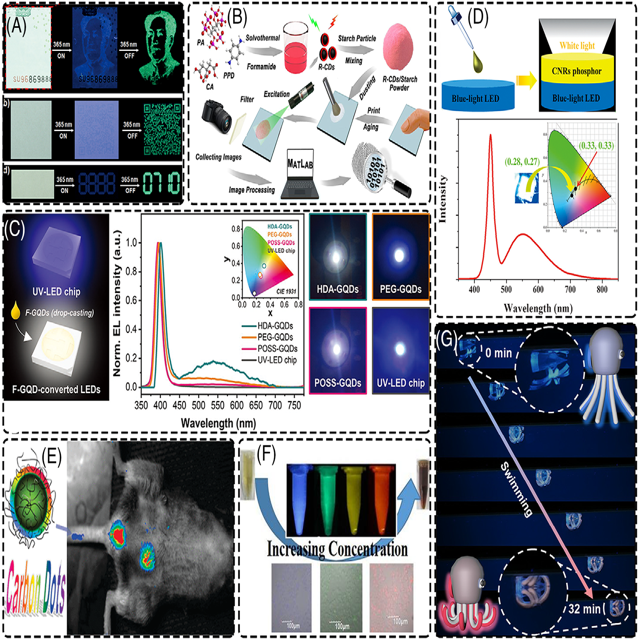 (A)
365 nm
ON
365 nm
OFF
SU96869888
b)
365 nm
ON
365 nm
OFF
d)
365 nm
ON
8888
365 nm
OFF
0710
(B)
PA
PPD
CA
Solvothermal
Formamide
R-CDs
Starch Particle
Mixing
R-CDs/Starch
Powder
Dusting
Print
Aging
Excitation
Filter
Collecting Images
Image Processing
MATLAB
(D)
Blue-light LED
White light
CNRs phosphor
Blue-light LED
(0.28, 0.27)
(0.33, 0.33)
Intensity
500 600 700 800
Wavelength (nm)
(C)
UV-LED chip
F-GQDs (drop-casting)
F-GQD-converted LEDs
Norm. EL intensity (a.u.)
1.0
0.8
0.6
0.4
0.2
0.0
350 400 450 500 550 600 650 700 750
Wavelength (nm)
HDA-GQDs
PEG-GQDs
POSS-GQDs
UV-LED chip
CIE 1931
y
x
HDA-GQDs
PEG-GQDs
POSS-GQDs
UV-LED chip
HDA-GQDs
PEG-GQDs
POSS-GQDs
UV-LED chip
(E)
Carbon Dots
(F)
Increasing Concentration
100μm
100μm
100μm
(G)
0 min
Swimming
32 min